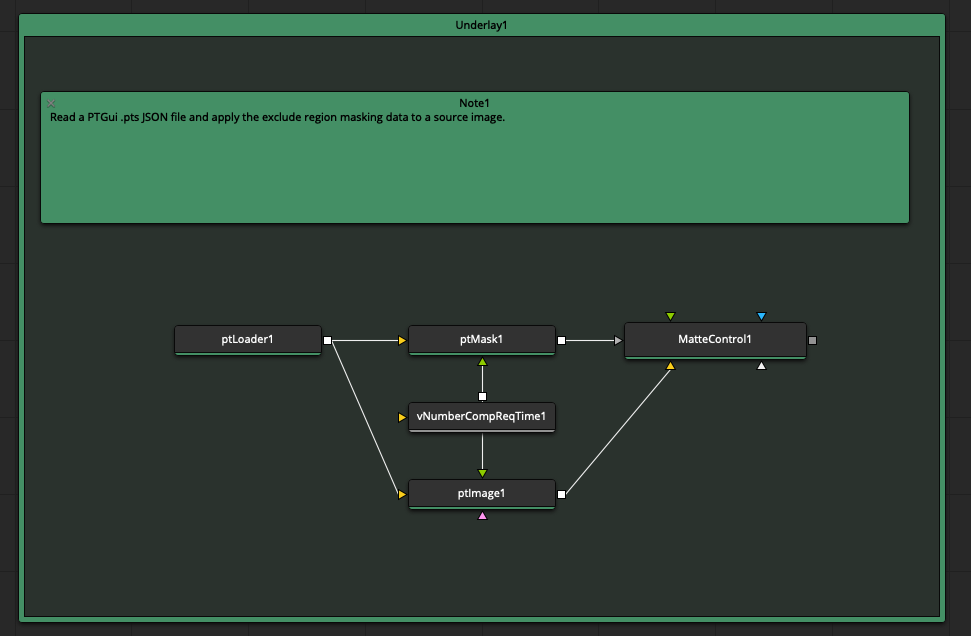 Underlay1
Note1
Read a PTGui .pts JSON file and apply the exclude region masking data to a source image.
ptLoader1
ptMask1
MatteControl1
vNumberCompReqTime1
ptImage1